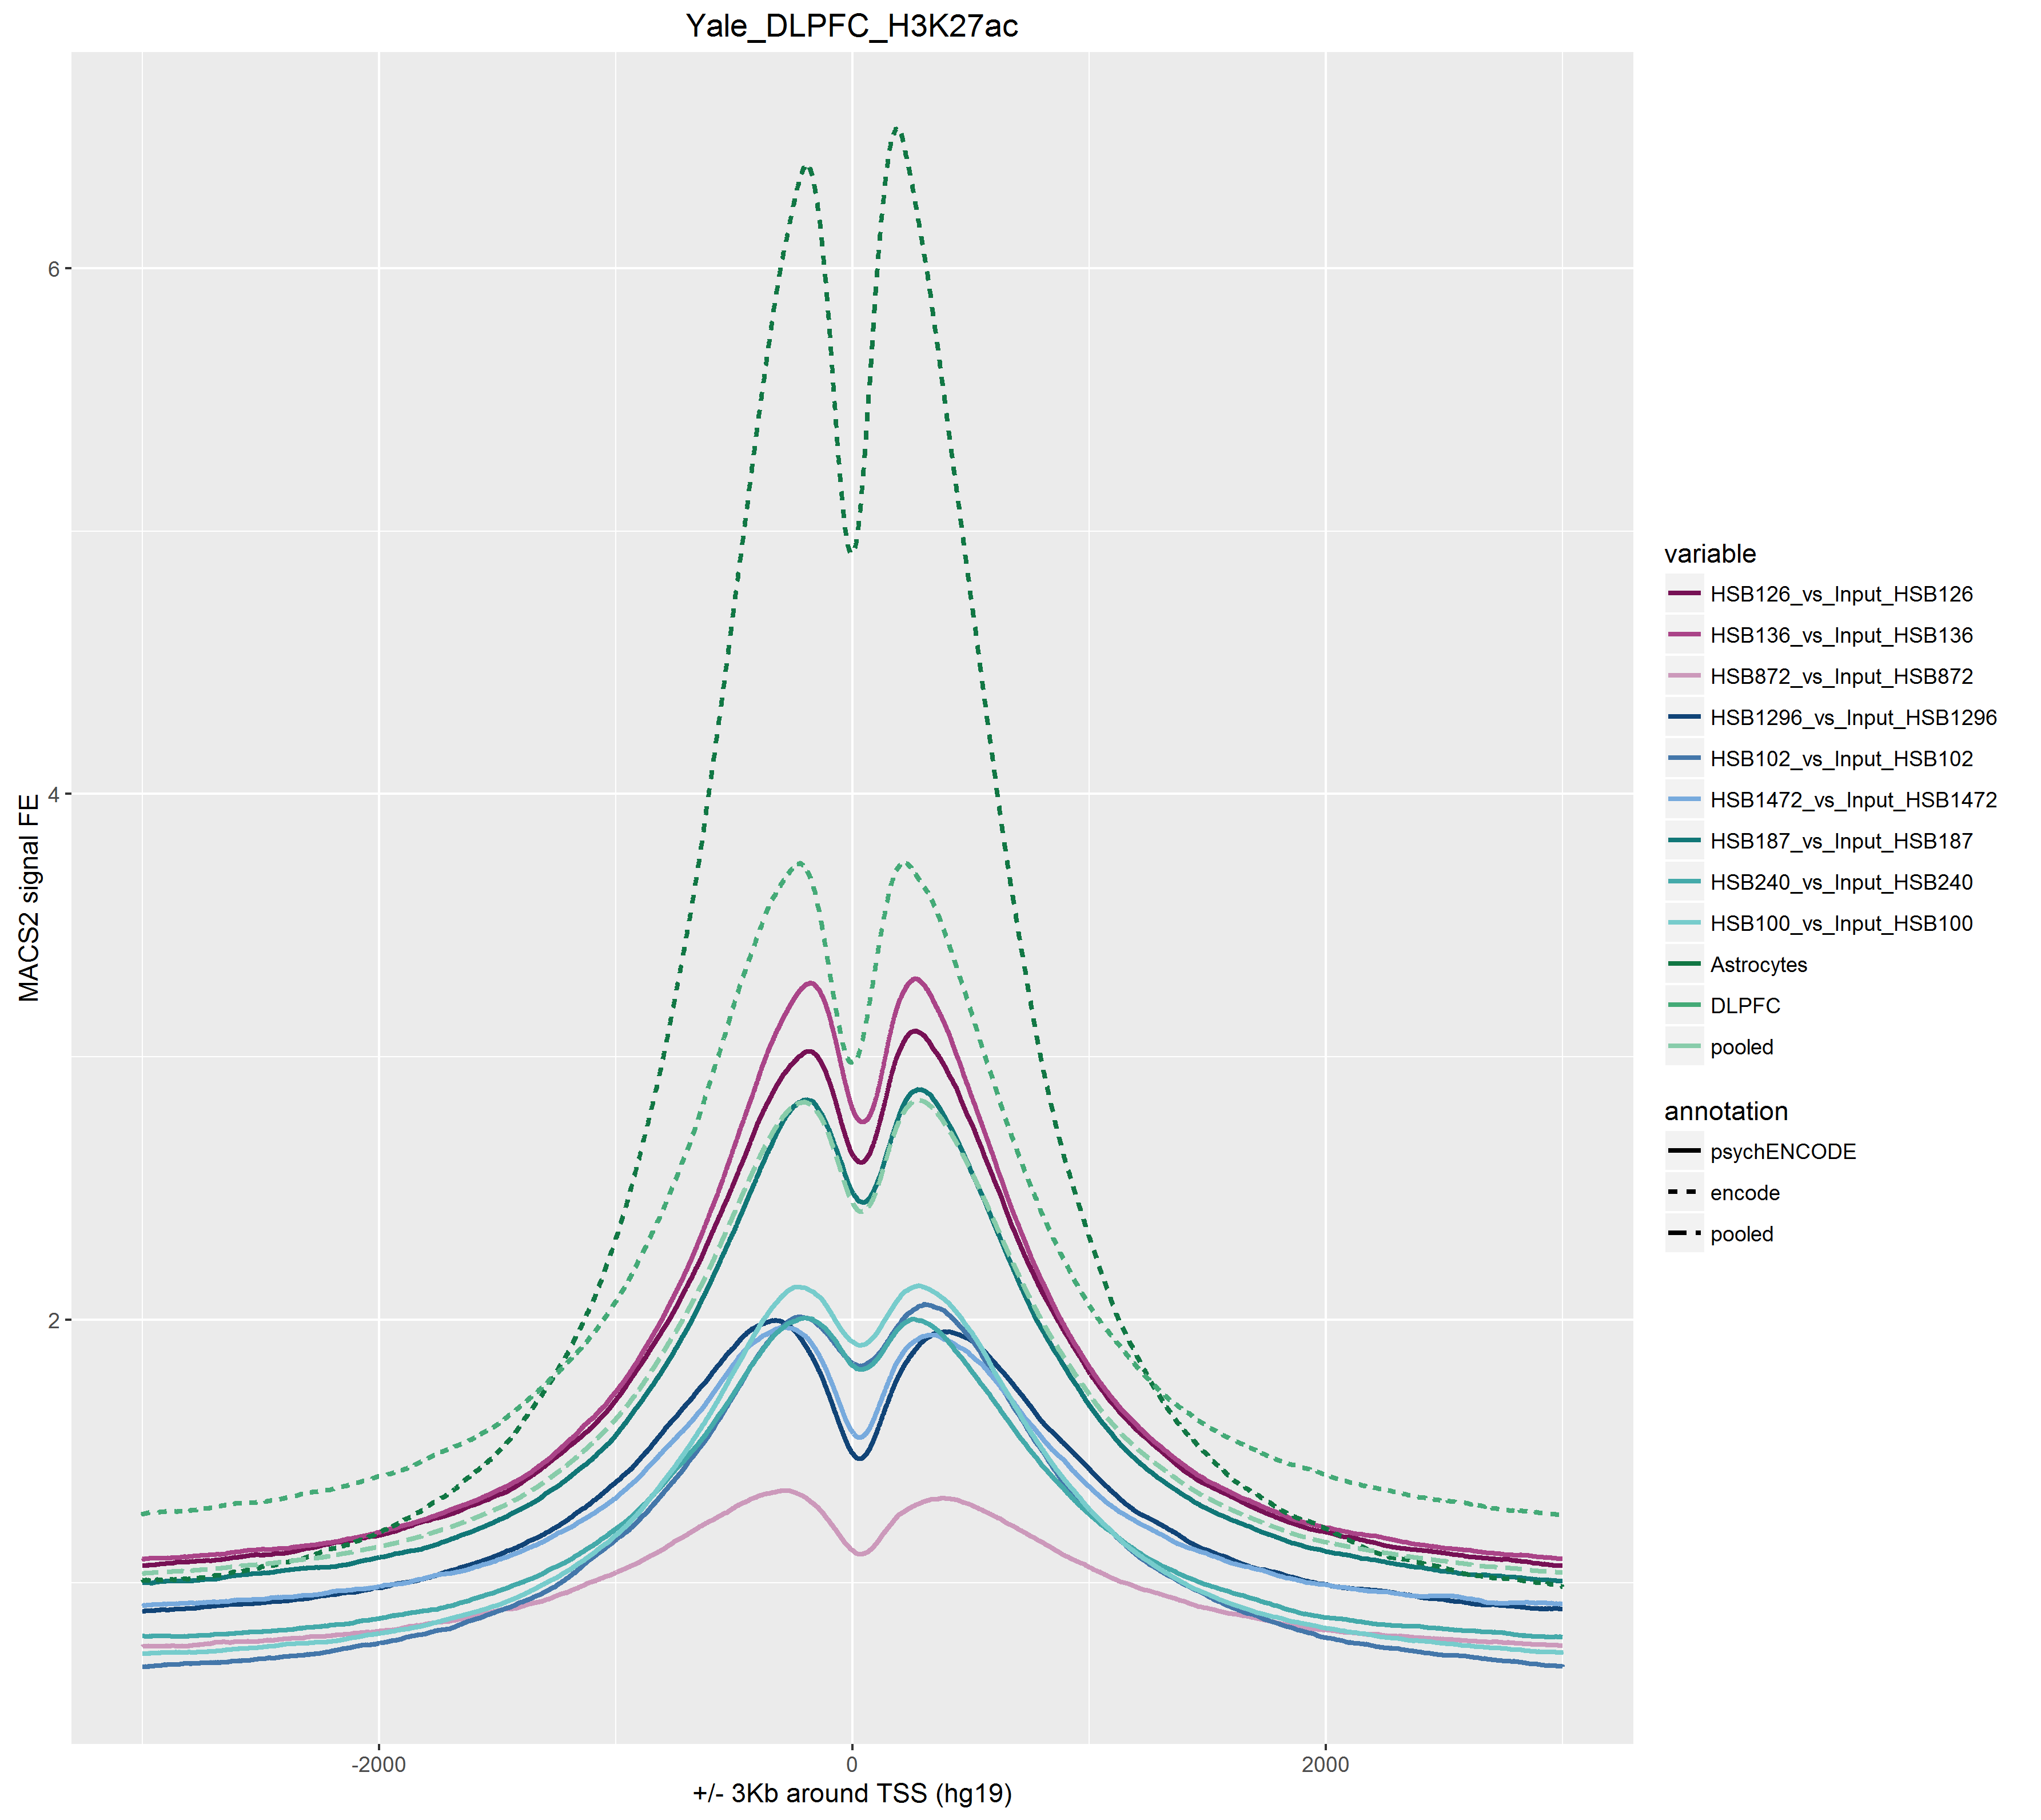 Yale_DLPFC_H3K27ac
MACS2 signal FE
6
4
2
-2000
0
2000
+/- 3Kb around TSS (hg19)
variable
HSB126_vs_Input_HSB126
HSB136_vs_Input_HSB136
HSB872_vs_Input_HSB872
HSB1296_vs_Input_HSB1296
HSB102_vs_Input_HSB102
HSB1472_vs_Input_HSB1472
HSB187_vs_Input_HSB187
HSB240_vs_Input_HSB240
HSB100_vs_Input_HSB100
Astrocytes
DLPFC
pooled
annotation
psychENCODE
encode
pooled